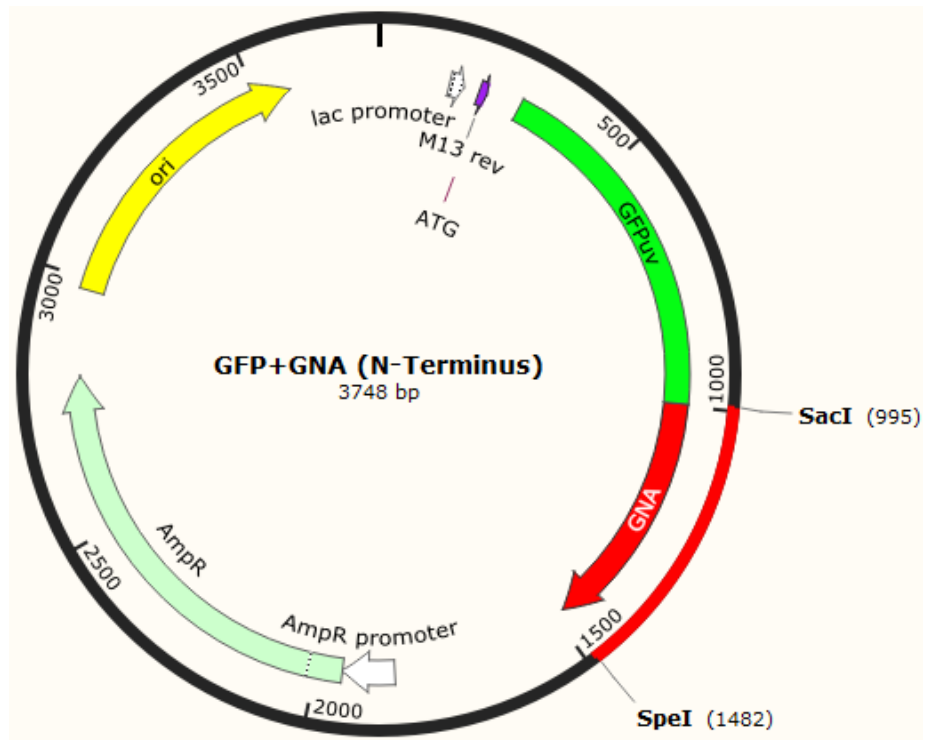 3500
500
lac promoter
M13 rev
ori
ATG
GFPuv
3000
GFP+GNA (N-Terminus)
3748 bp
1000
SacI (995)
GNA
AmpR
2500
AmpR promoter
1500
2000
SpeI (1482)